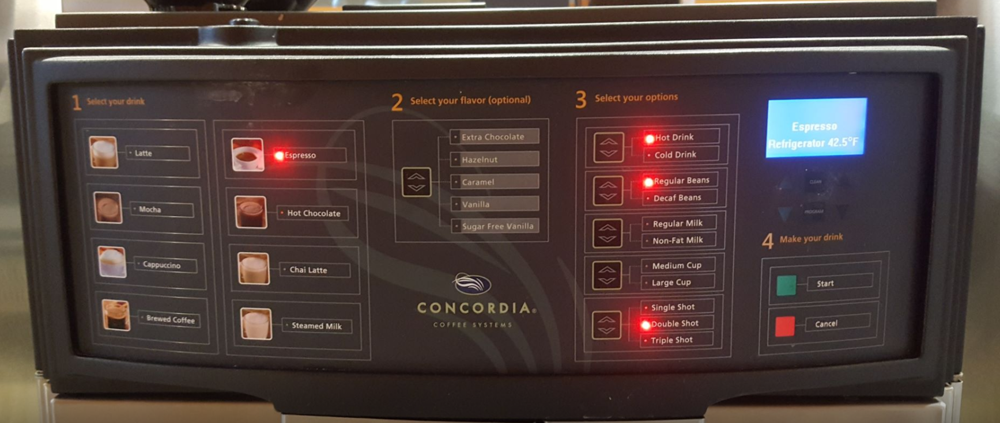 1 Select your drink
Latte
Mocha
Cappuccino
Brewed Coffee
Espresso
Hot Chocolate
Chai Latte
Steamed Milk
2 Select your flavor (optional)
Extra Chocolate
Hazelnut
Caramel
Vanilla
Sugar Free Vanilla
CONCORDIA®
COFFEE SYSTEMS
3 Select your options
Hot Drink
Cold Drink
Regular Beans
Decaf Beans
Regular Milk
Non-Fat Milk
Medium Cup
Large Cup
Single Shot
Double Shot
Triple Shot
Espresso
Refrigerator 42.5°F
CLEAN
PROGRAM
4 Make your drink
Start
Cancel